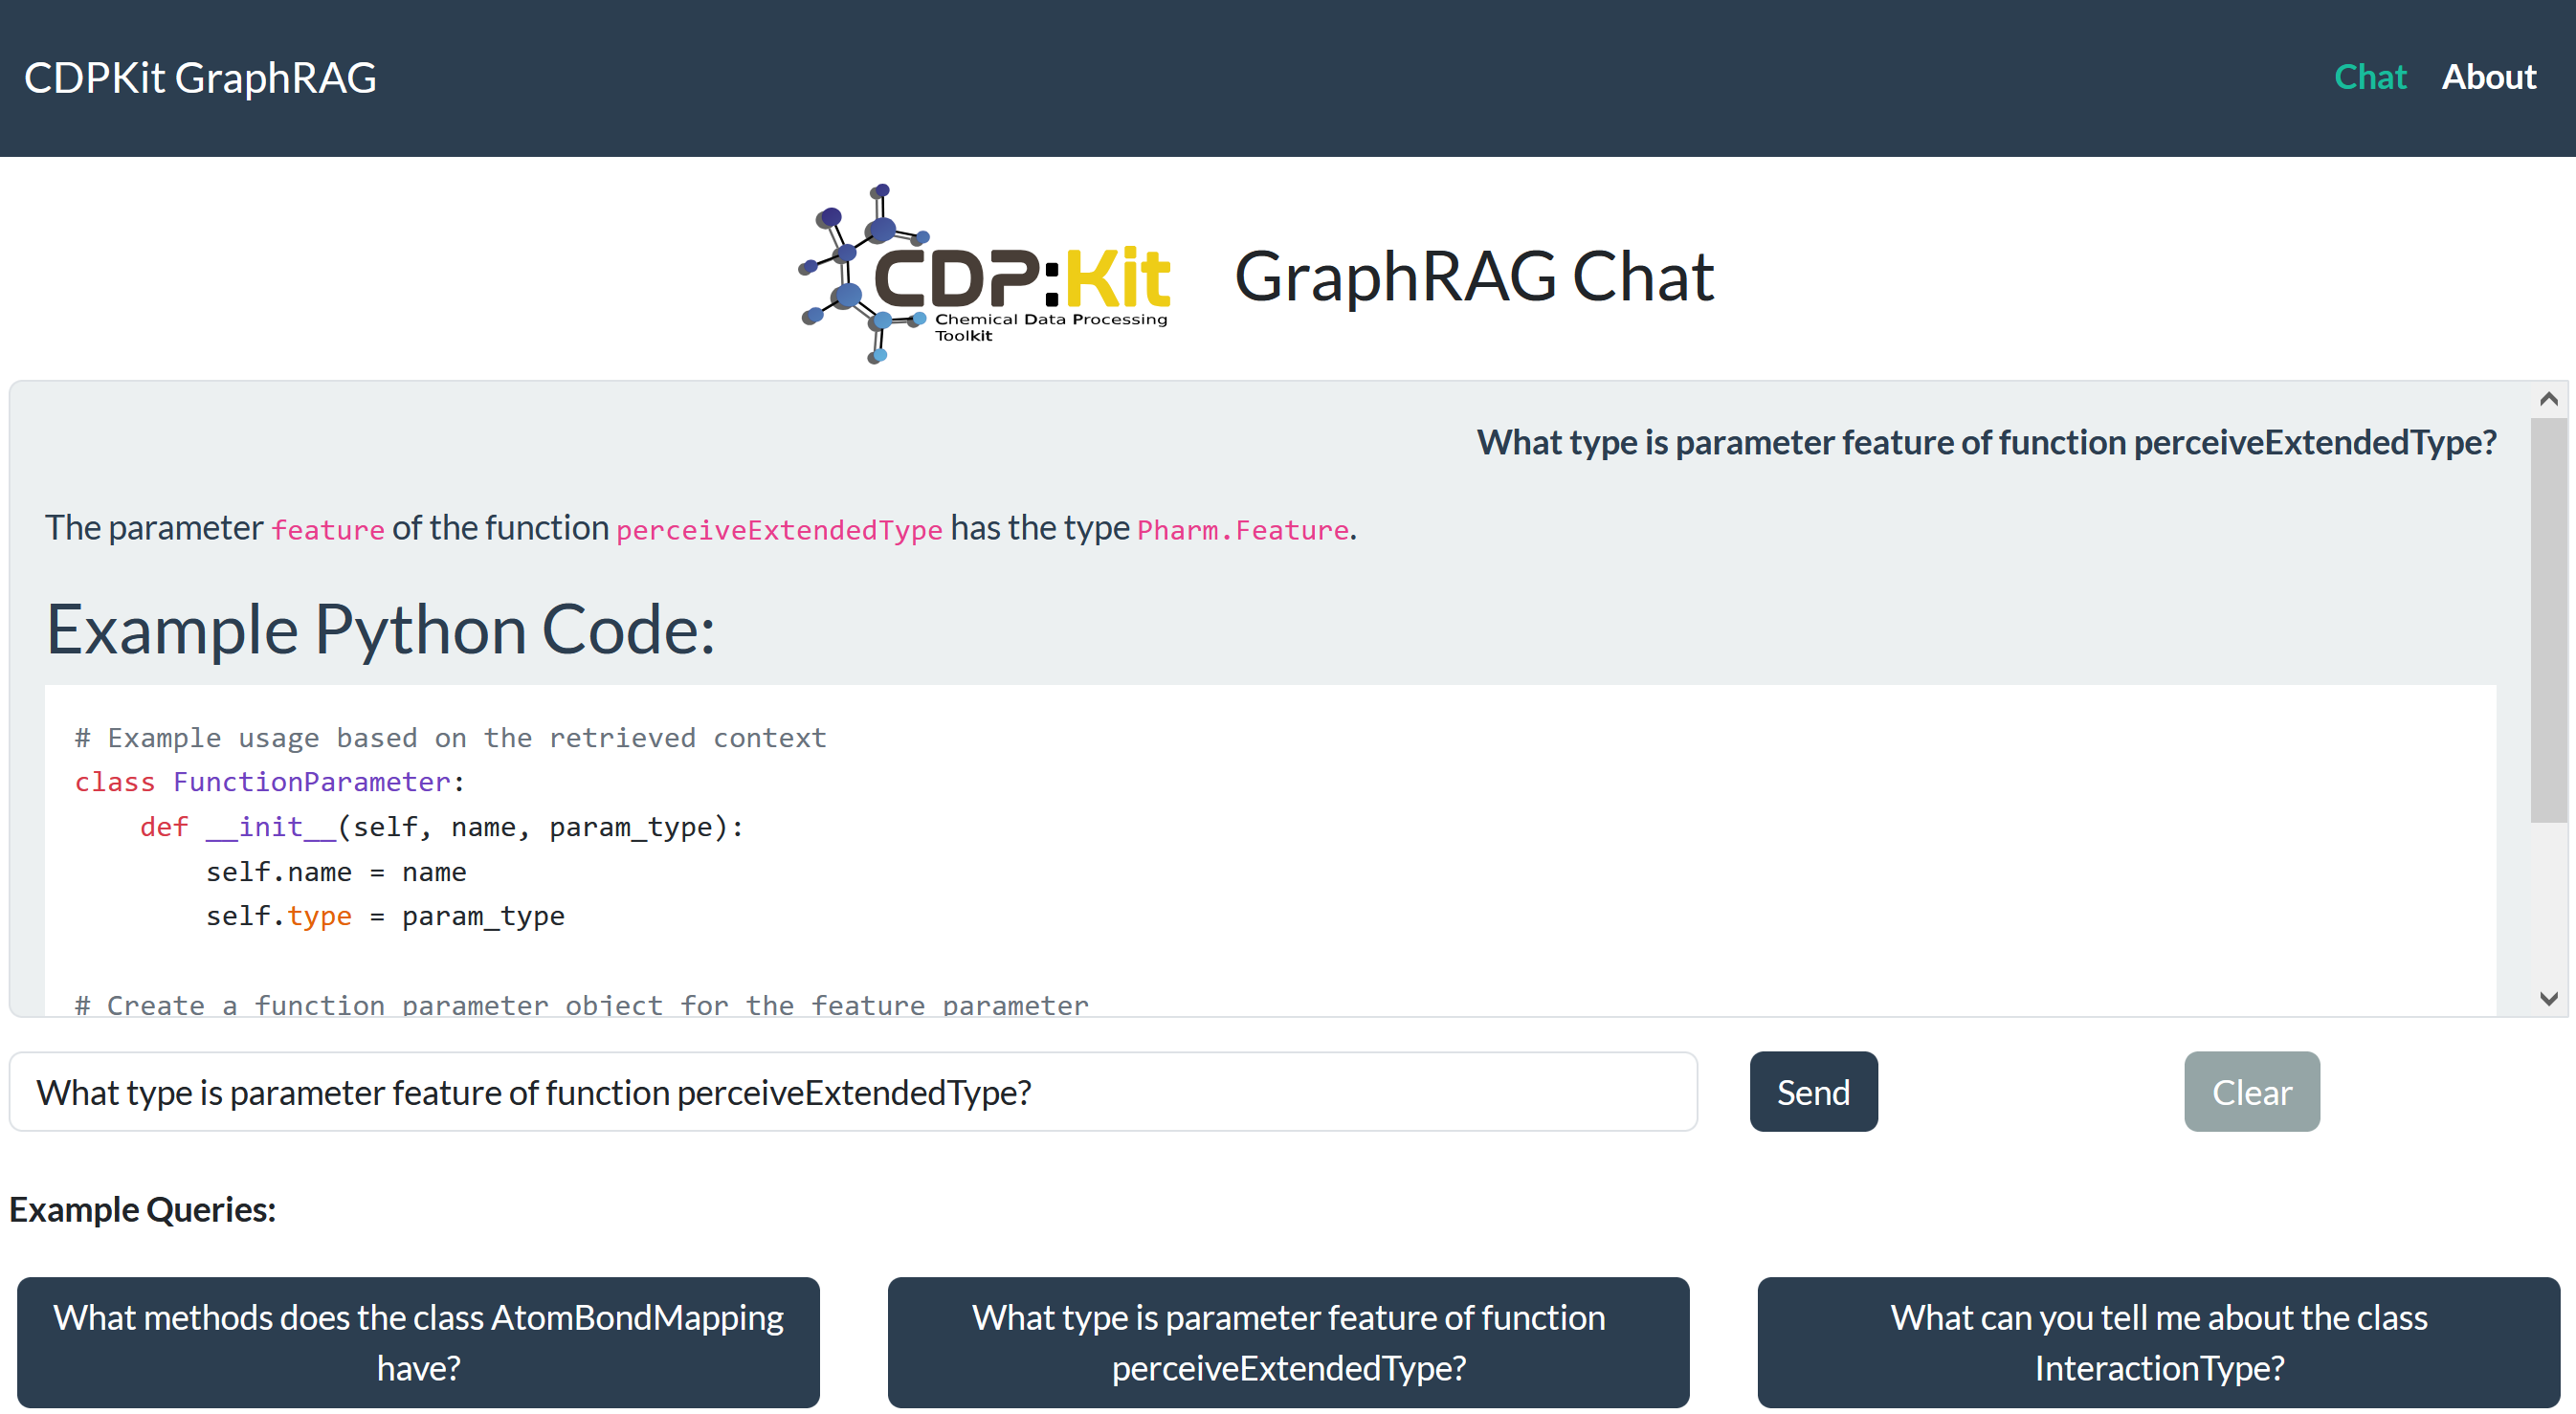 CDPKit GraphRAG
Chat About
CDP:Kit
Chemical Data Processing
Toolkit
GraphRAG Chat
What type is parameter feature of function perceiveExtendedType?
The parameter feature of the function perceiveExtendedType has the type Pharm.Feature.
Example Python Code:
# Example usage based on the retrieved context
class FunctionParameter:
    def __init__(self, name, param_type):
        self.name = name
        self.type = param_type
# Create a function parameter object for the feature parameter
What type is parameter feature of function perceiveExtendedType?
Send
Clear
Example Queries:
What methods does the class AtomBondMapping
have?
What type is parameter feature of function
perceiveExtendedType?
What can you tell me about the class
InteractionType?